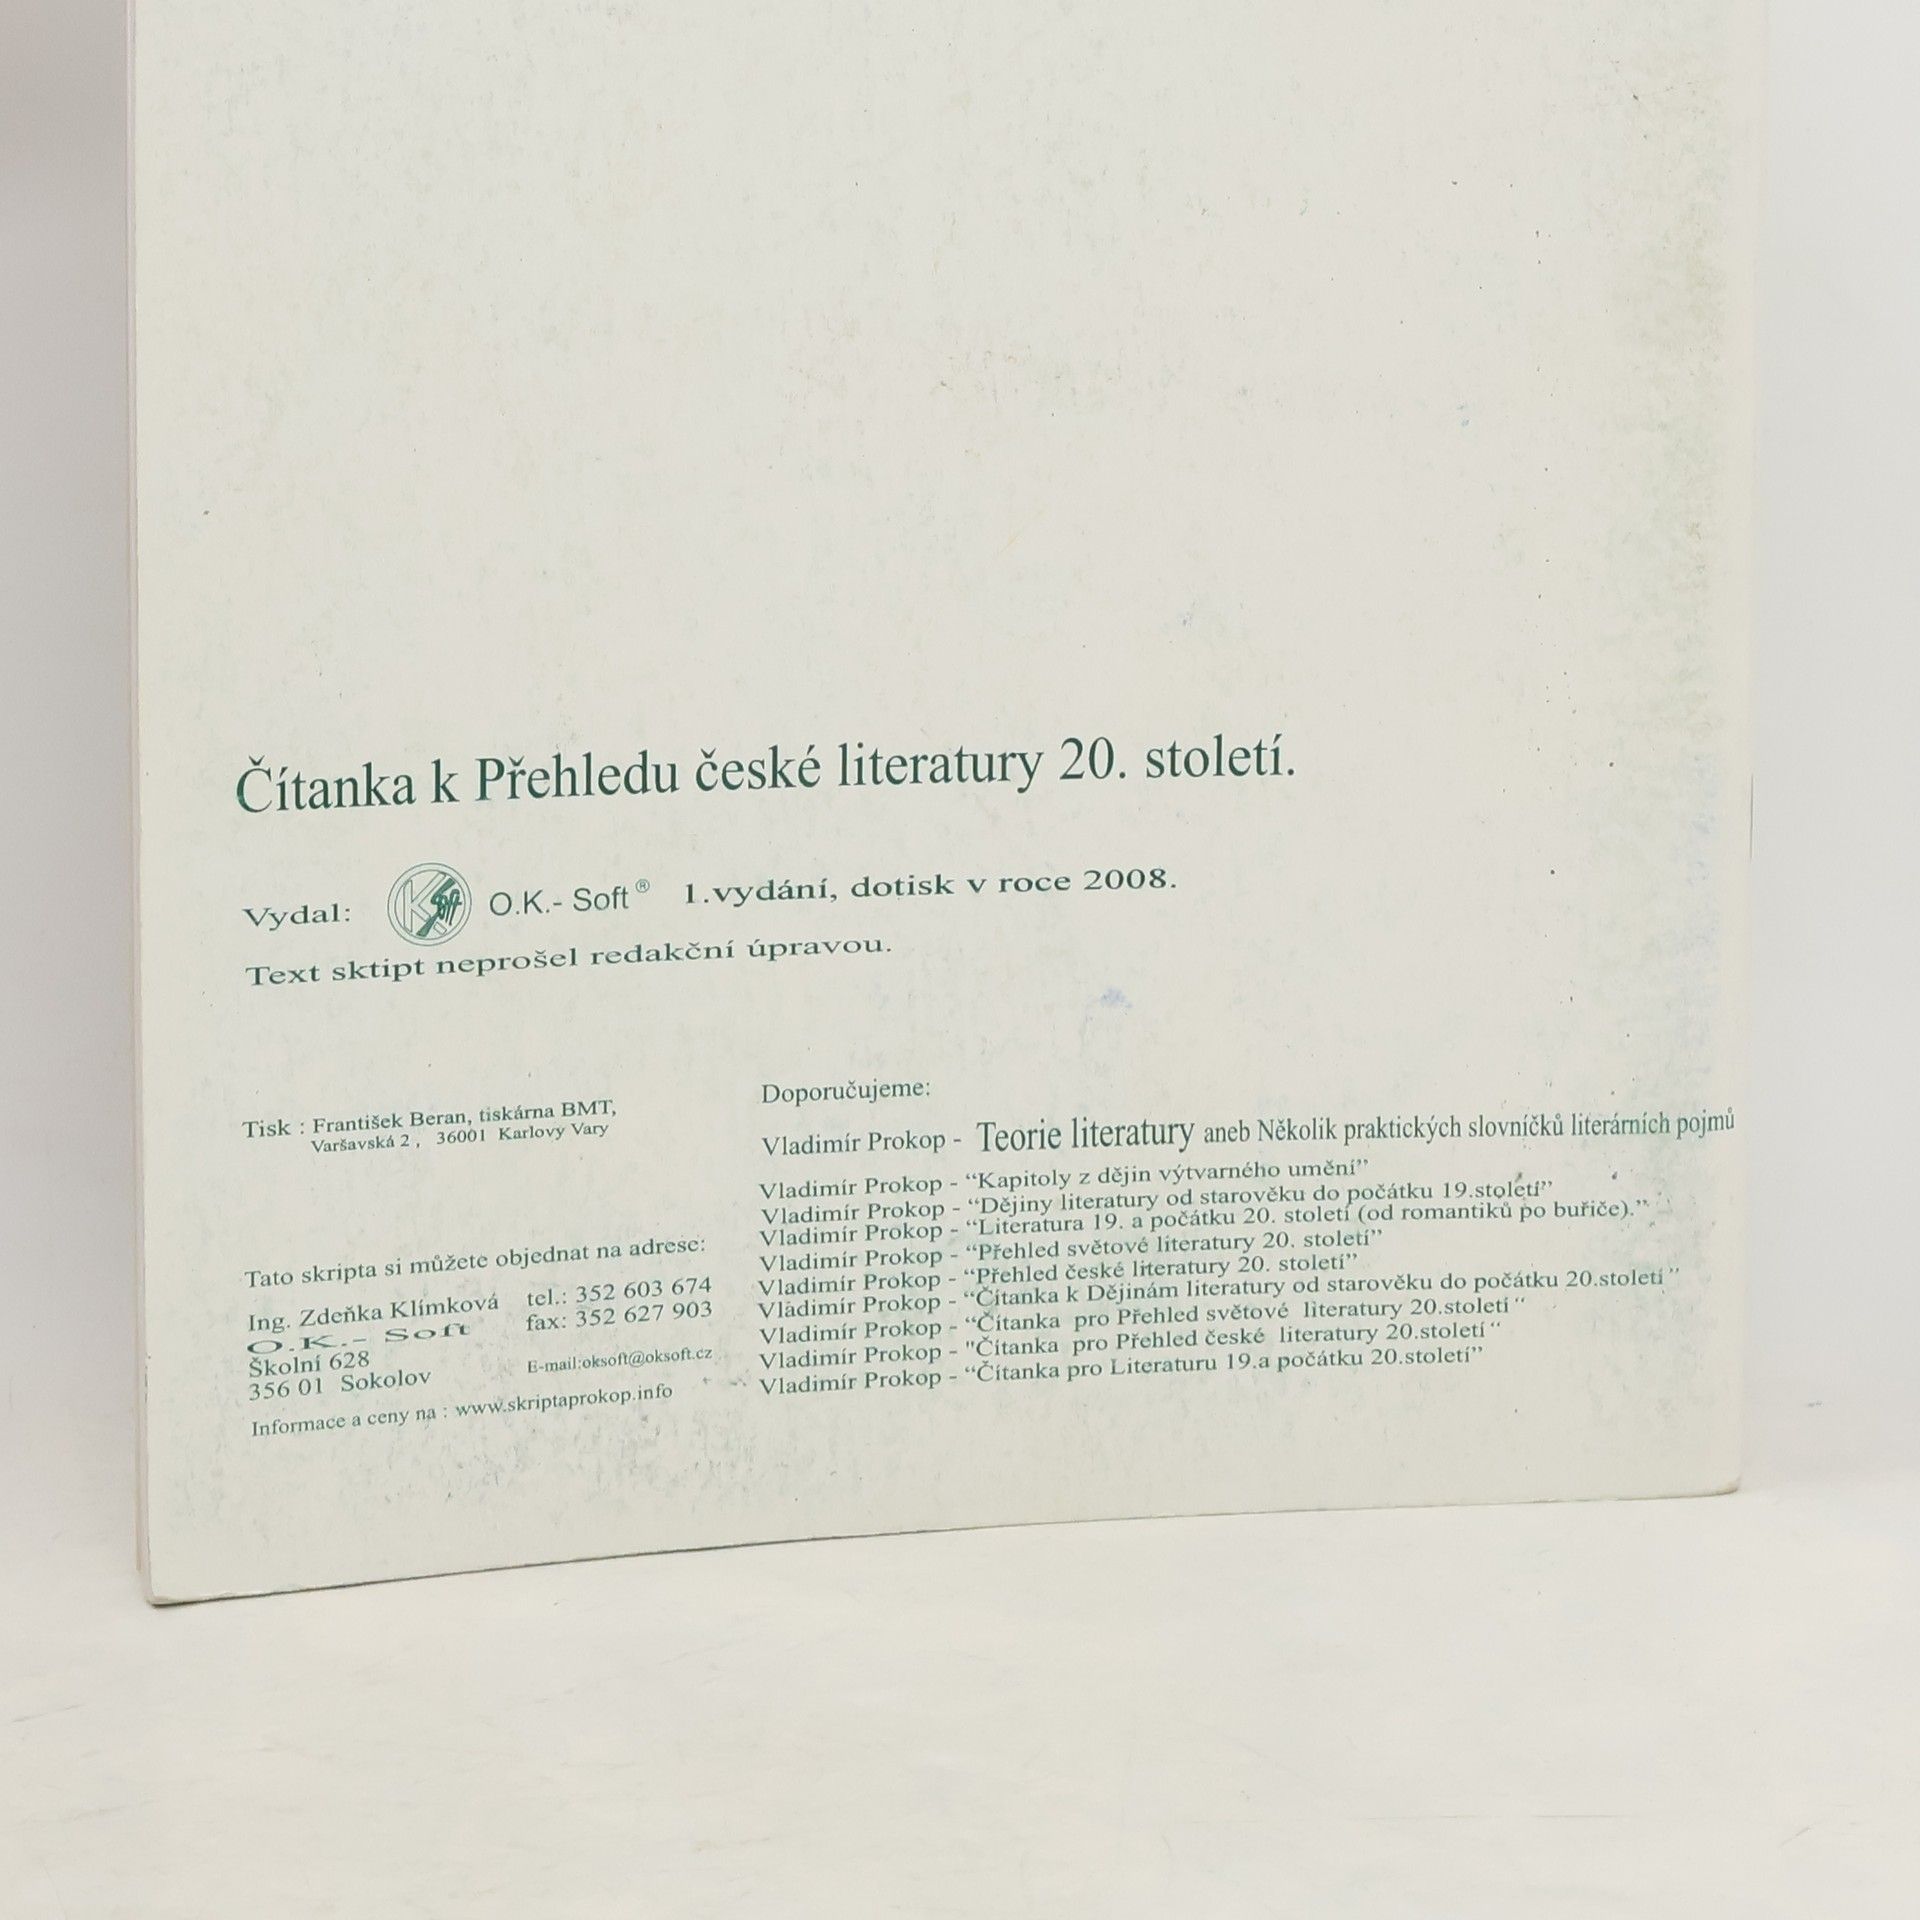 Čítanka k Přehledu české literatury 20. století.
Vydal: K Soft O.K.- Soft ® 1.vydání, dotisk v roce 2008.
Text sktipt neprošel redakční úpravou.
Tisk : František Beran, tiskárna BMT,
Varšavská 2 , 36001 Karlovy Vary
Tato skripta si můžete objednat na adrese:
Ing. Zdeňka Klímková tel.: 352 603 674
O.K.- Soft fax: 352 627 903
Školní 628
356 01 Sokolov E-mail:oksoft@oksoft.cz
Informace a ceny na : www.skriptaprokop.info
Doporučujeme:
Vladimír Prokop - Teorie literatury aneb Několik praktických slovníčků literárních pojmů
Vladimír Prokop - “Kapitoly z dějin výtvarného umění”
Vladimír Prokop - “Dějiny literatury od starověku do počátku 19.století”
Vladimír Prokop - “Literatura 19. a počátku 20. století (od romantiků po buřiče).”
Vladimír Prokop - “Přehled světové literatury 20. století”
Vladimír Prokop - “Přehled české literatury 20. století”
Vladimír Prokop - “Čítanka k Dějinám literatury od starověku do počátku 20.století ”
Vladimír Prokop - “Čítanka pro Přehled světové literatury 20.století “
Vladimír Prokop - "Čítanka pro Přehled české literatury 20.století “
Vladimír Prokop - “Čítanka pro Literaturu 19.a počátku 20.století”